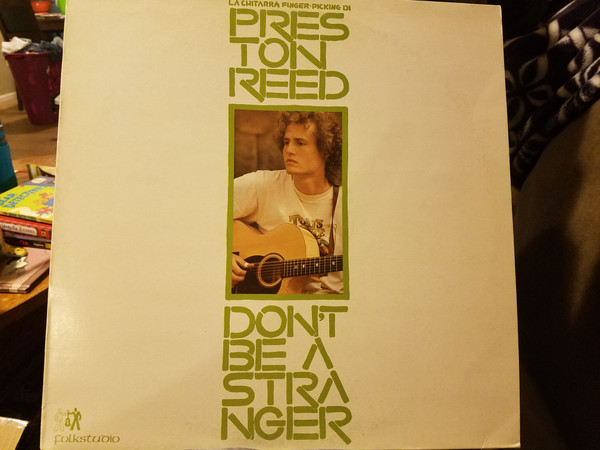 LA CHITARRA FINGER-PICKING DI
PRES
TON
REED
DON'T
BE A
STRA
NGER
folkstudio